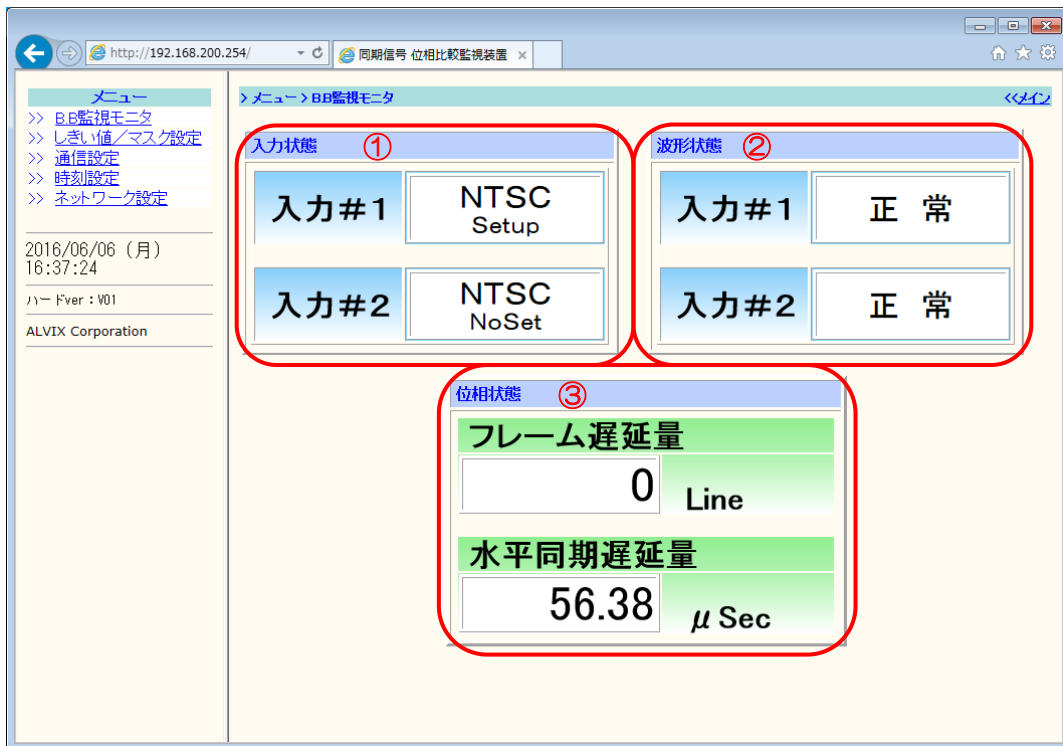 http://192.168.200.254/
同期信号 位相比較監視装置
メニュー
>> B.B監視モニタ
>> しきい値／マスク設定
>> 通信設定
>> 時刻設定
>> ネットワーク設定
2016/06/06 (月)
16:37:24
ハードver：V01
ALVIX Corporation
> メニュー > B.B監視モニタ
<<メイン
入力状態 ①
入力#1
NTSC
Setup
入力#2
NTSC
NoSet
波形状態 ②
入力#1
正 常
入力#2
正 常
位相状態 ③
フレーム遅延量
0 Line
水平同期遅延量
56.38 μ Sec